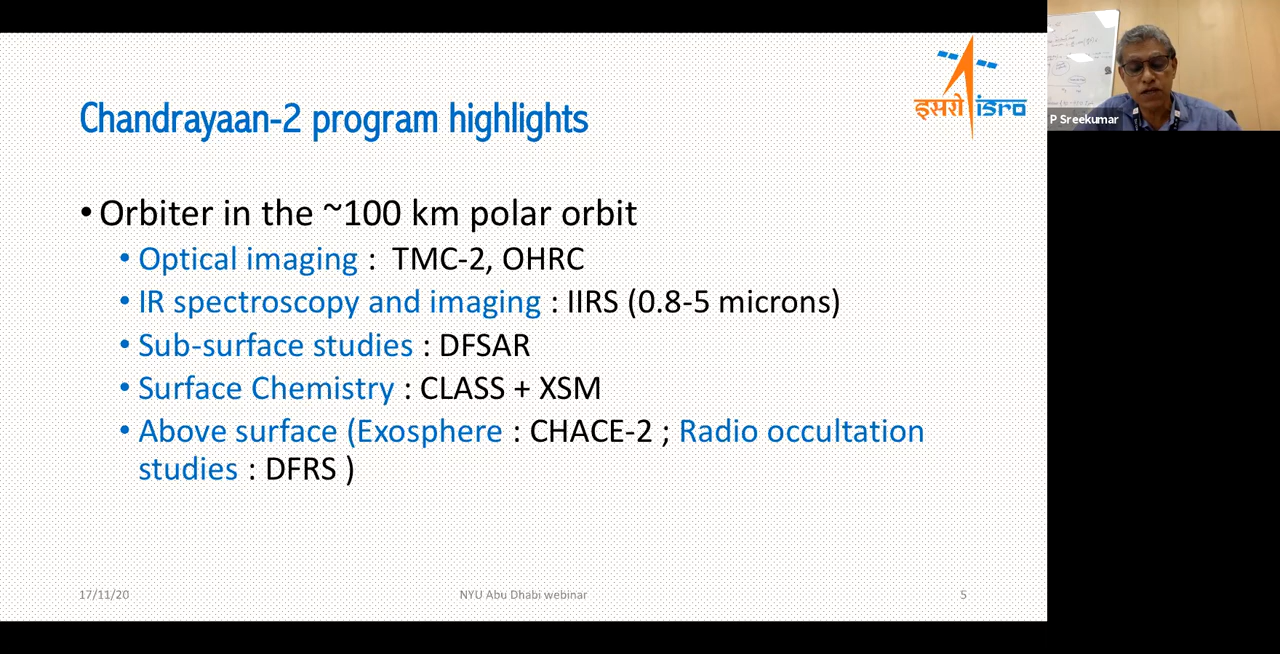 इसरो isro
Chandrayaan-2 program highlights
• Orbiter in the ~100 km polar orbit
• Optical imaging : TMC-2, OHRC
• IR spectroscopy and imaging : IIRS (0.8-5 microns)
• Sub-surface studies : DFSAR
• Surface Chemistry : CLASS + XSM
• Above surface (Exosphere : CHACE-2 ; Radio occultation
studies : DFRS )
17/11/20 NYU Abu Dhabi webinar 5
P Sreekumar